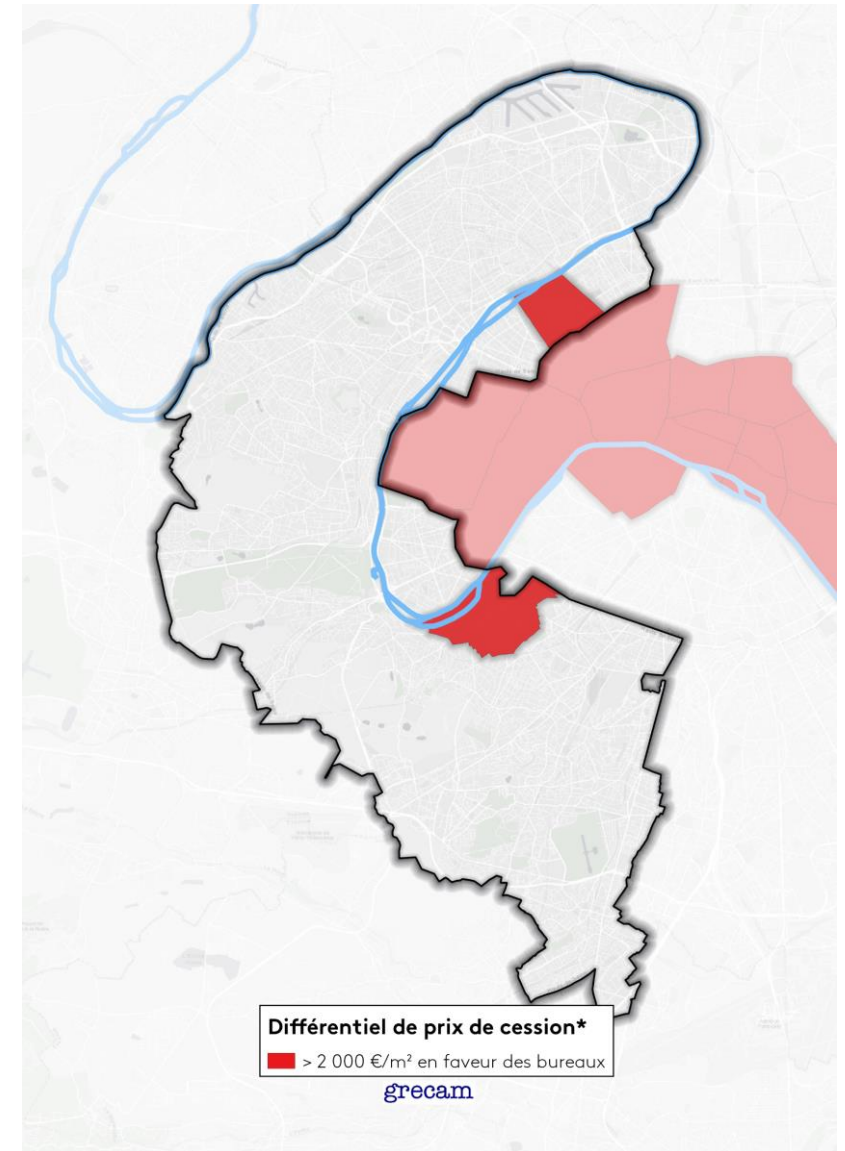 Différentiel de prix de cession*
> 2 000 €/m² en faveur des bureaux
grecam